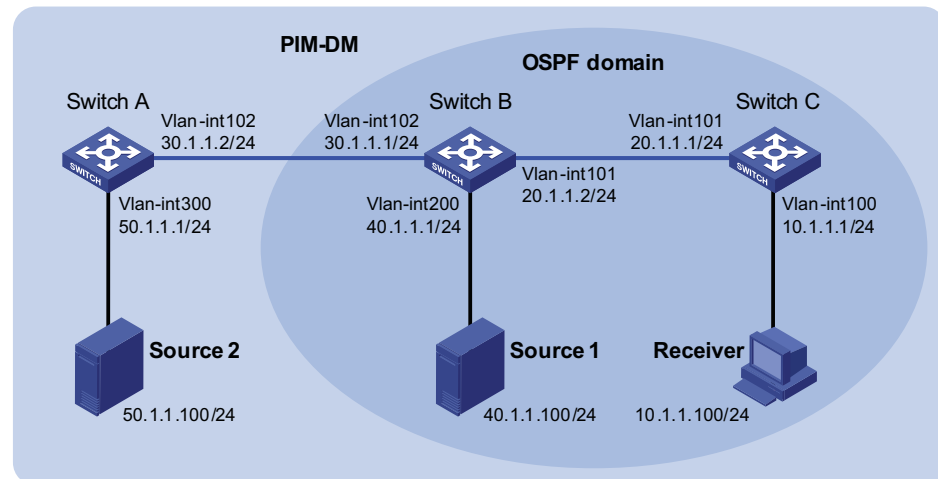 PIM-DM
OSPF domain
Switch A
Switch B
Switch C
Vlan-int102
30.1.1.2/24
Vlan-int102
30.1.1.1/24
Vlan-int101
20.1.1.1/24
SWITCH
SWITCH
SWITCH
Vlan-int101
20.1.1.2/24
Vlan-int300
50.1.1.1/24
Vlan-int200
40.1.1.1/24
Vlan-int100
10.1.1.1/24
Source 2
Source 1
Receiver
50.1.1.100/24
40.1.1.100/24
10.1.1.100/24